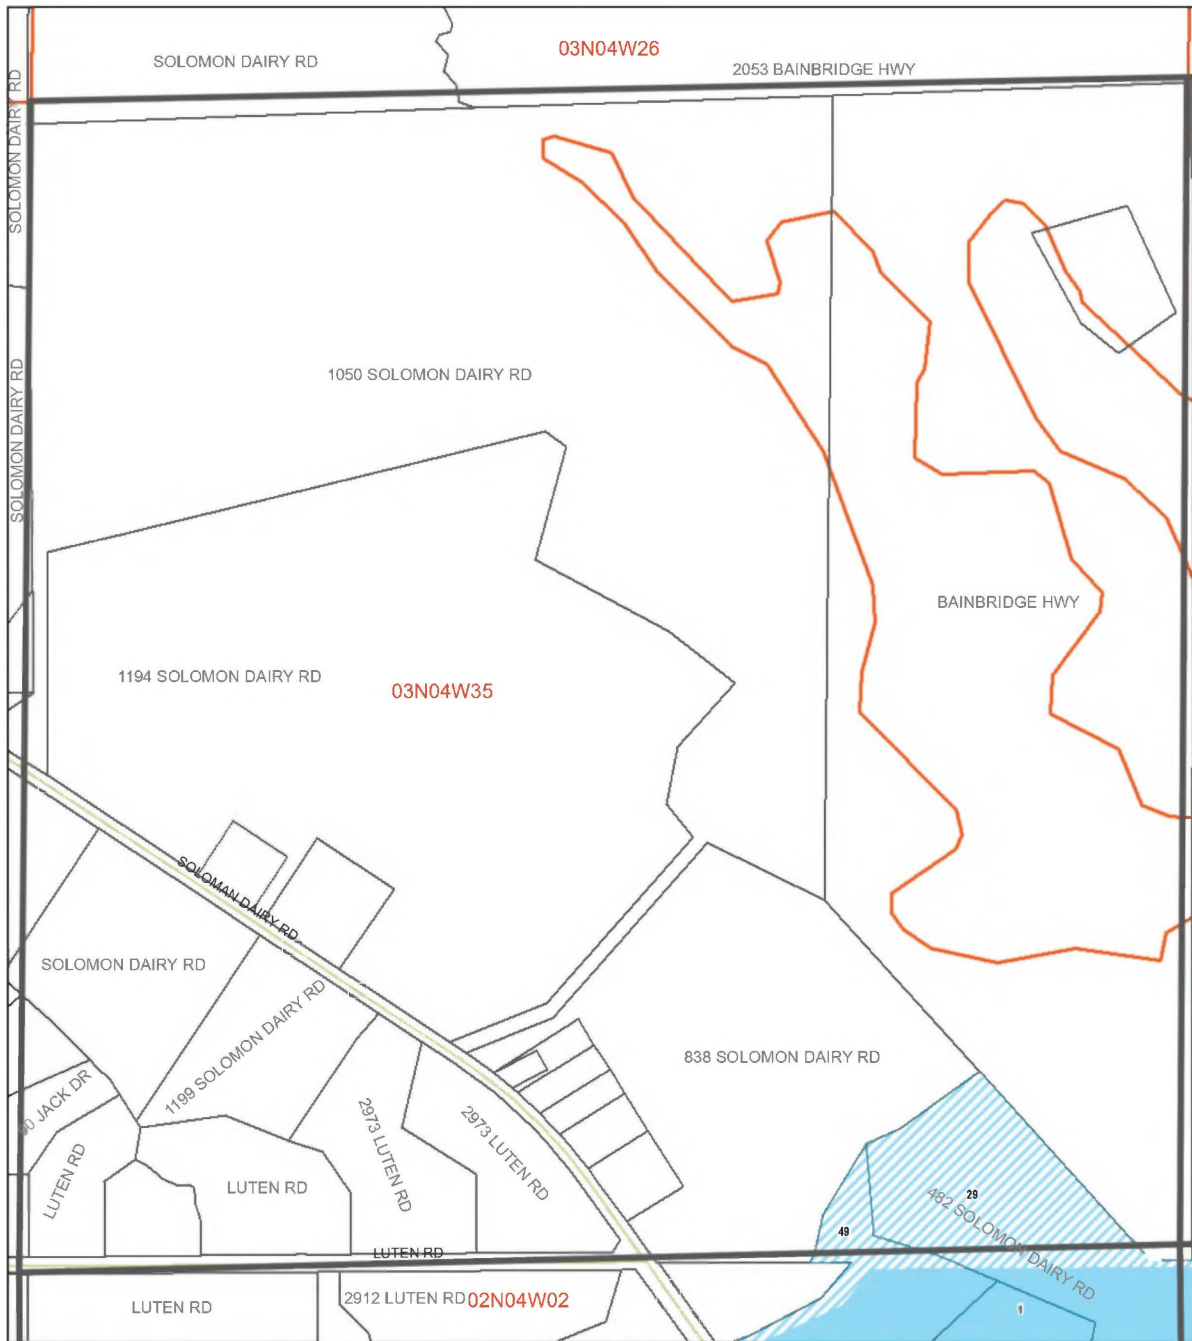 03N04W26
SOLOMON DAIRY RD
2053 BAINBRIDGE HWY
SOLOMON DAIRY RD
SOLOMON DAIRY RD
1050 SOLOMON DAIRY RD
BAINBRIDGE HWY
1194 SOLOMON DAIRY RD
03N04W35
SOLOMAN DAIRY RD
SOLOMON DAIRY RD
1199 SOLOMON DAIRY RD
838 SOLOMON DAIRY RD
JACK DR
2973 LUTEN RD
2973 LUTEN RD
LUTEN RD
LUTEN RD
29
482 SOLOMON DAIRY RD
49
LUTEN RD
2912 LUTEN RD
02N04W02
LUTEN RD
1